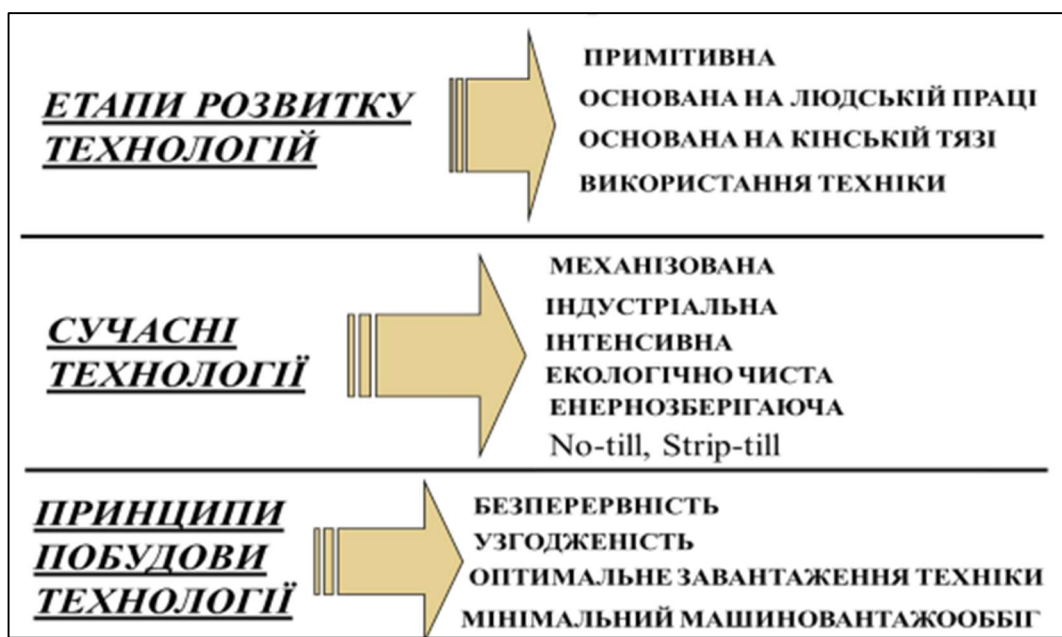 ЕТАПИ РОЗВИТКУ
ТЕХНОЛОГІЙ
ПРИМІТИВНА
ОСНОВАНА НА ЛЮДСЬКІЙ ПРАЦІ
ОСНОВАНА НА КІНСЬКІЙ ТЯЗІ
ВИКОРИСТАННЯ ТЕХНІКИ
СУЧАСНІ
ТЕХНОЛОГІЇ
МЕХАНІЗОВАНА
ІНДУСТРІАЛЬНА
ІНТЕНСИВНА
ЕКОЛОГІЧНО ЧИСТА
ЕНЕРНОЗБЕРІГАЮЧА
No-till, Strip-till
ПРИНЦИПИ
ПОБУДОВИ
ТЕХНОЛОГІЇ
БЕЗПЕРЕРВНІСТЬ
УЗГОДЖЕНІСТЬ
ОПТИМАЛЬНЕ ЗАВАНТАЖЕННЯ ТЕХНІКИ
МІНІМАЛЬНИЙ МАШИНОВАНТАЖООББІГ